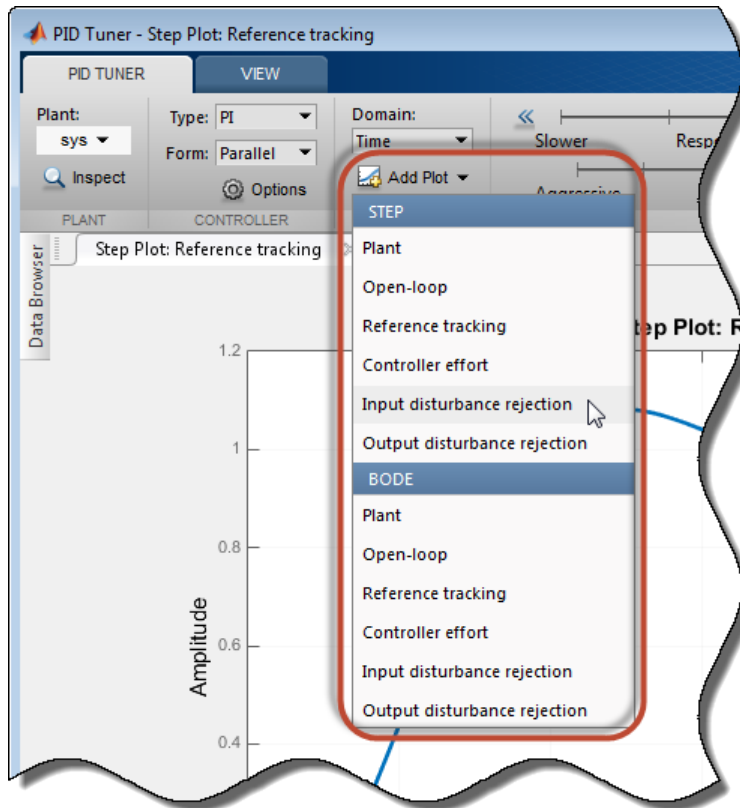 PID Tuner - Step Plot: Reference tracking
PID TUNER
VIEW
Plant:
sys
Inspect
PLANT
Type: PI
Form: Parallel
Options
CONTROLLER
Domain:
Time
Add Plot
Slower
STEP
Plant
Open-loop
Reference tracking
Controller effort
Input disturbance rejection
Output disturbance rejection
BODE
Plant
Open-loop
Reference tracking
Controller effort
Input disturbance rejection
Output disturbance rejection
Step Plot: Reference tracking
Data Browser
Plot:
1.2
1
0.8
0.6
0.4
Amplitude